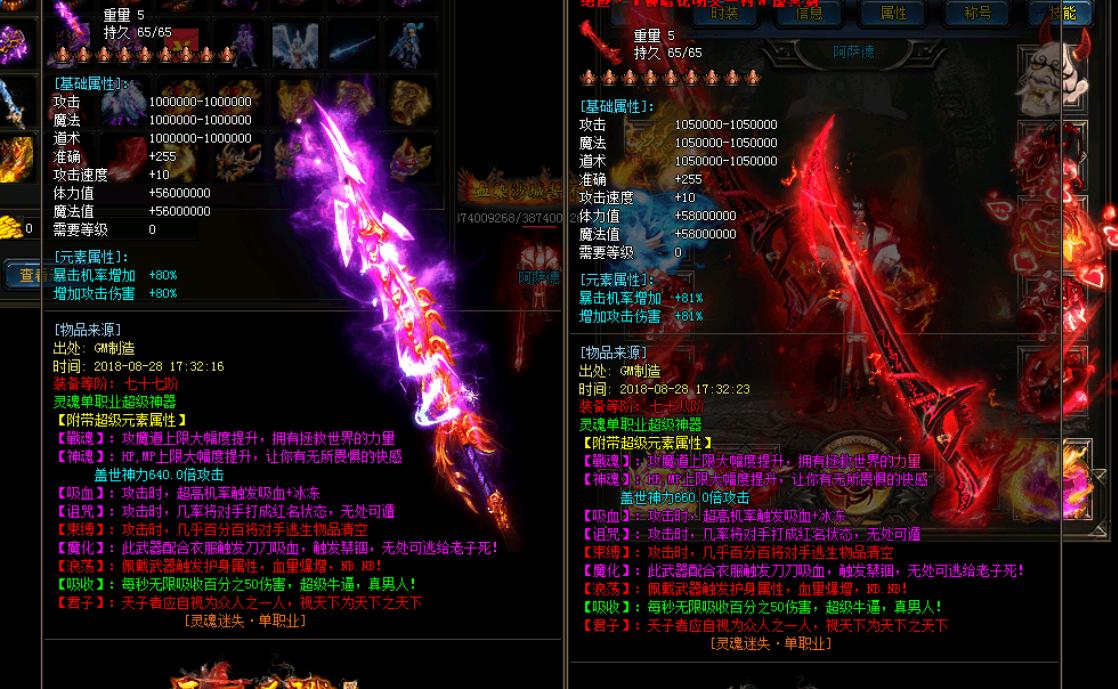 重量 5
持久 65/65
[基础属性]:
攻击 1000000-1000000
魔法 1000000-1000000
道术 1000000-1000000
准确 +255
攻击速度 +10
体力值 +56000000
魔法值 +56000000
需要等级 0
[元素属性]:
暴击机率增加 +80%
增加攻击伤害 +80%
[物品来源]
出处: GM制造
时间: 2018-08-28 17:32:16
装备等阶: 七十七阶
灵魂单职业超级神器
【附带超级元素属性】
【戰魂】: 攻魔道上限大幅度提升，拥有拯救世界的力量
【神魂】: HP,MP上限大幅度提升，让你有无所畏惧的快感
盖世神力640.0倍攻击
【吸血】: 攻击时，超高机率触发吸血+冰冻
【诅咒】: 攻击时，几率将对手打成红名状态，无处可遁
【束缚】: 攻击时，几乎百分百将对手逃生物品清空
【魔化】: 此武器配合衣服触发刀刀吸血，触发禁锢，无处可逃给老子死!
【浪荡】: 佩戴武器触发护身属性，血量爆增，NB.NB!
【吸收】: 每秒无限吸收百分之50伤害，超级牛逼，真男人!
【君子】: 天子者应自视为众人之一人，视天下为天下之天下
[灵魂迷失·单职业]
0
查看
阿萨德
时装 信息 属性 称号 技能
阿萨德
重量 5
持久 65/65
[基础属性]:
攻击 1050000-1050000
魔法 1050000-1050000
道术 1050000-1050000
准确 +255
攻击速度 +10
体力值 +58000000
魔法值 +58000000
需要等级 0
[元素属性]:
暴击机率增加 +81%
增加攻击伤害 +81%
[物品来源]
出处: GM制造
时间: 2018-08-28 17:32:23
装备等阶: 七十八阶
灵魂单职业超级神器
【附带超级元素属性】
【戰魂】: 攻魔道上限大幅度提升，拥有拯救世界的力量
【神魂】: HP,MP上限大幅度提升，让你有无所畏惧的快感
盖世神力660.0倍攻击
【吸血】: 攻击时，超高机率触发吸血+冰冻
【诅咒】: 攻击时，几率将对手打成红名状态，无处可遁
【束缚】: 攻击时，几乎百分百将对手逃生物品清空
【魔化】: 此武器配合衣服触发刀刀吸血，触发禁锢，无处可逃给老子死!
【浪荡】: 佩戴武器触发护身属性，血量爆增，NB.NB!
【吸收】: 每秒无限吸收百分之50伤害，超级牛逼，真男人!
【君子】: 天子者应自视为众人之一人，视天下为天下之天下
[灵魂迷失·单职业]